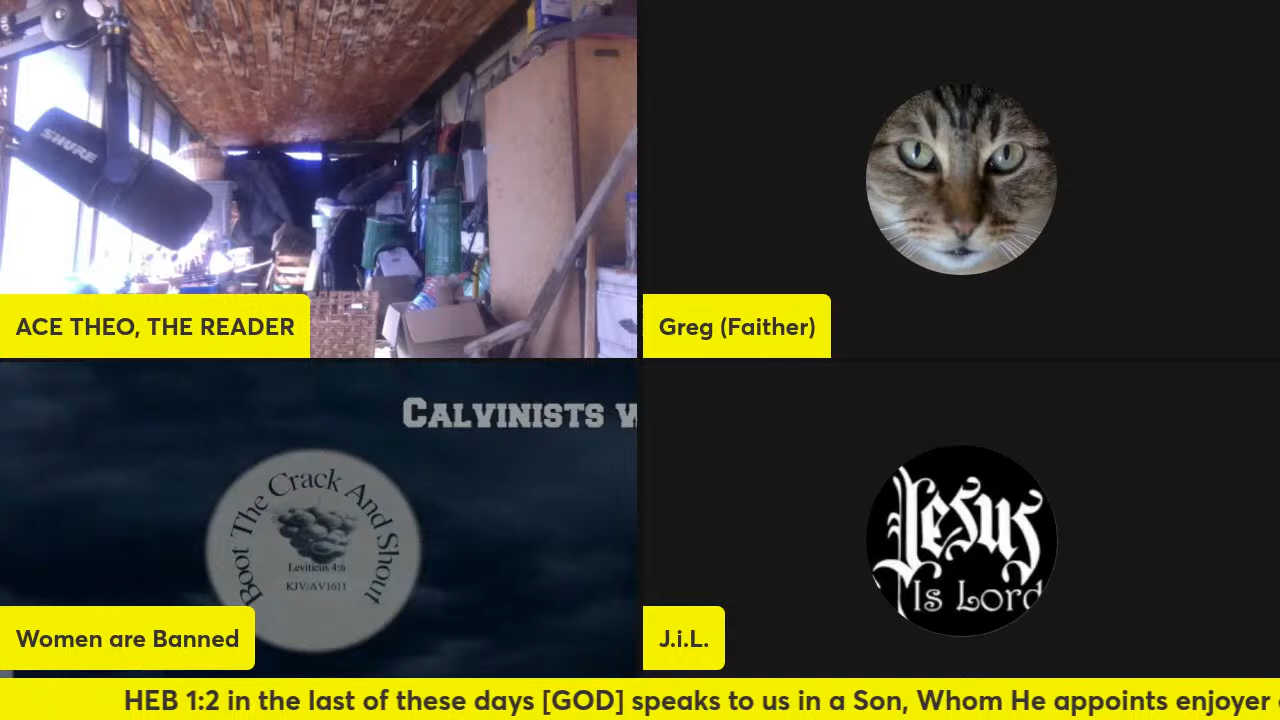 SHURE
ACE THEO, THE READER
Greg (Faither)
CALVINISTS W
Boot The Crack And Shout
Leviticus 4:6
KJV/AV1611
Women are Banned
Jesus
Is Lord
J.i.L.
HEB 1:2 in the last of these days [GOD] speaks to us in a Son, Whom He appoints enjoyer